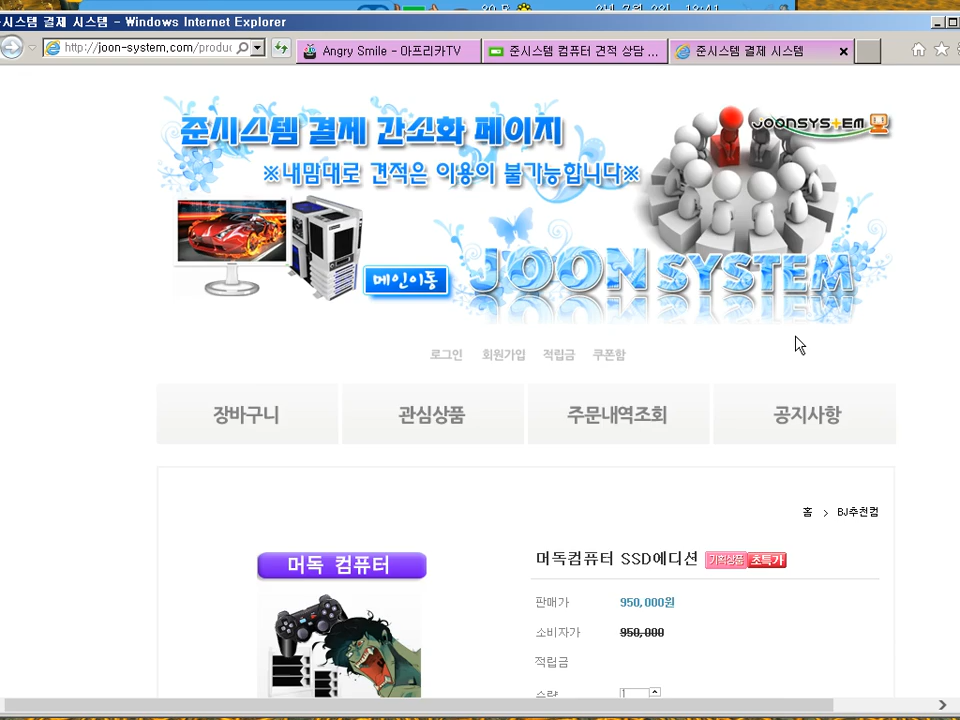 시스템 결제 시스템 - Windows Internet Explorer
http://joon-system.com/produc
Angry Smile - 아프리카TV
준시스템 컴퓨터 견적 상담 ...
준시스템 결제 시스템
준시스템 결제 간소화 페이지
JOONSYSTEM
※내맘대로 견적은 이용이 불가능합니다※
메인이동
JOON SYSTEM
로그인 회원가입 적립금 쿠폰함
장바구니 관심상품 주문내역조회 공지사항
홈 > BJ추천컴
머독 컴퓨터
머독컴퓨터 SSD에디션 기획상품 초특가
판매가 950,000원
소비자가 950,000
적립금
수량 1